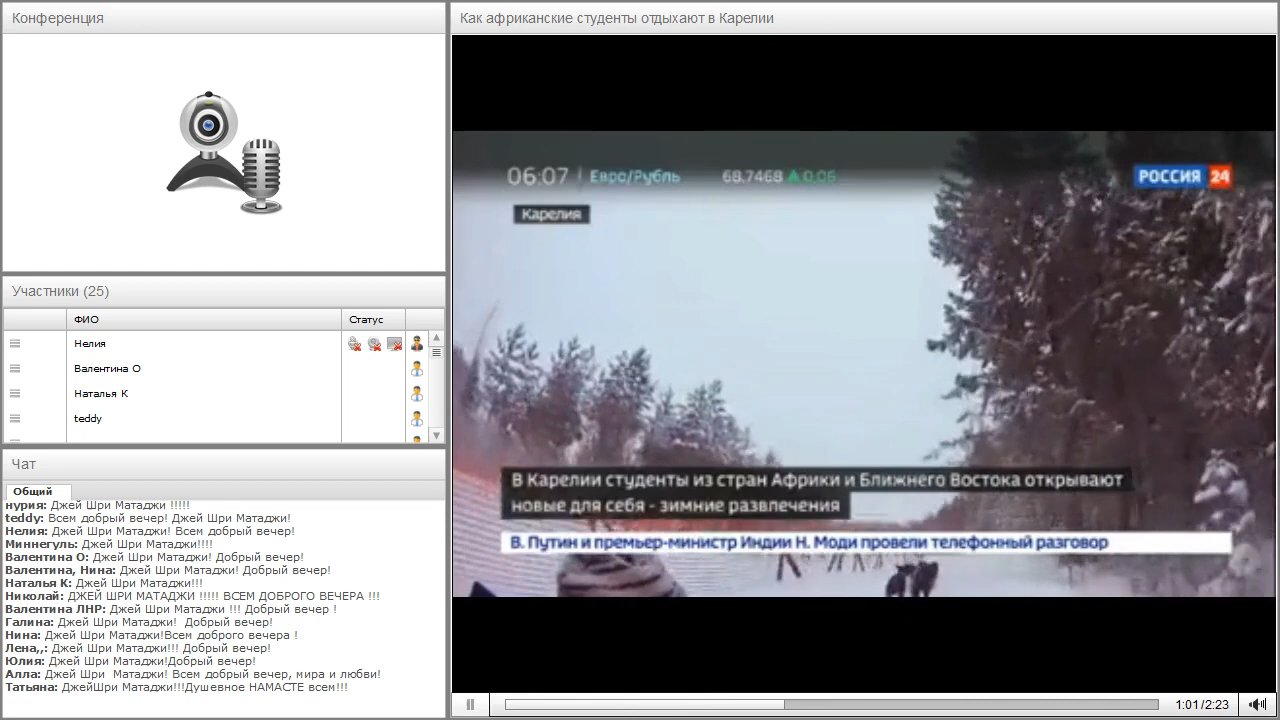 Конференция
Участники (25)
ФИО
Статус
Нелия
Валентина О
Наталья К
teddy
Чат
Общий
нурия: Джей Шри Матаджи !!!!!
teddy: Всем добрый вечер! Джей Шри Матаджи!
Нелия: Джей Шри Матаджи! Всем добрый вечер!
Миннегуль: Джей Шри Матаджи!!!!
Валентина О: Джей Шри Матаджи! Добрый вечер!
Валентина, Нина: Джей Шри Матаджи! Добрый вечер!
Наталья К: Джей Шри Матаджи!!!
Николай: ДЖЕЙ ШРИ МАТАДЖИ !!!!! ВСЕМ ДОБРОГО ВЕЧЕРА !!!
Валентина ЛНР: Джей Шри Матаджи !!! Добрый вечер !
Галина: Джей Шри Матаджи!  Добрый вечер!
Нина: Джей Шри Матаджи!Всем доброго вечера !
Лена,,: Джей Шри Матаджи!!! Добрый вечер!
Юлия: Джей Шри Матаджи!Добрый вечер!
Алла: Джей Шри  Матаджи! Всем добрый вечер, мира и любви!
Татьяна: ДжейШри Матаджи!!!Душевное НАМАСТЕ всем!!!
Как африканские студенты отдыхают в Карелии
06:07 | Евро/Рубль 68.7468 ▲0.06
РОССИЯ 24
Карелия
В Карелии студенты из стран Африки и Ближнего Востока открывают
новые для себя - зимние развлечения
В. Путин и премьер-министр Индии Н. Моди провели телефонный разговор
1:01/2:23